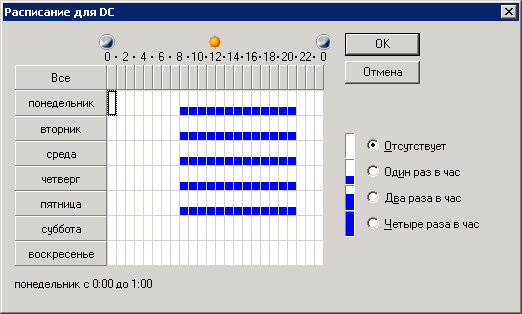 Расписание для DC
0 · 2 · 4 · 6 · 8 · 10 · 12 · 14 · 16 · 18 · 20 · 22 · 0
OK
Отмена
Все
понедельник
вторник
среда
четверг
пятница
суббота
воскресенье
Отсутствует
Один раз в час
Два раза в час
Четыре раза в час
понедельник с 0:00 до 1:00